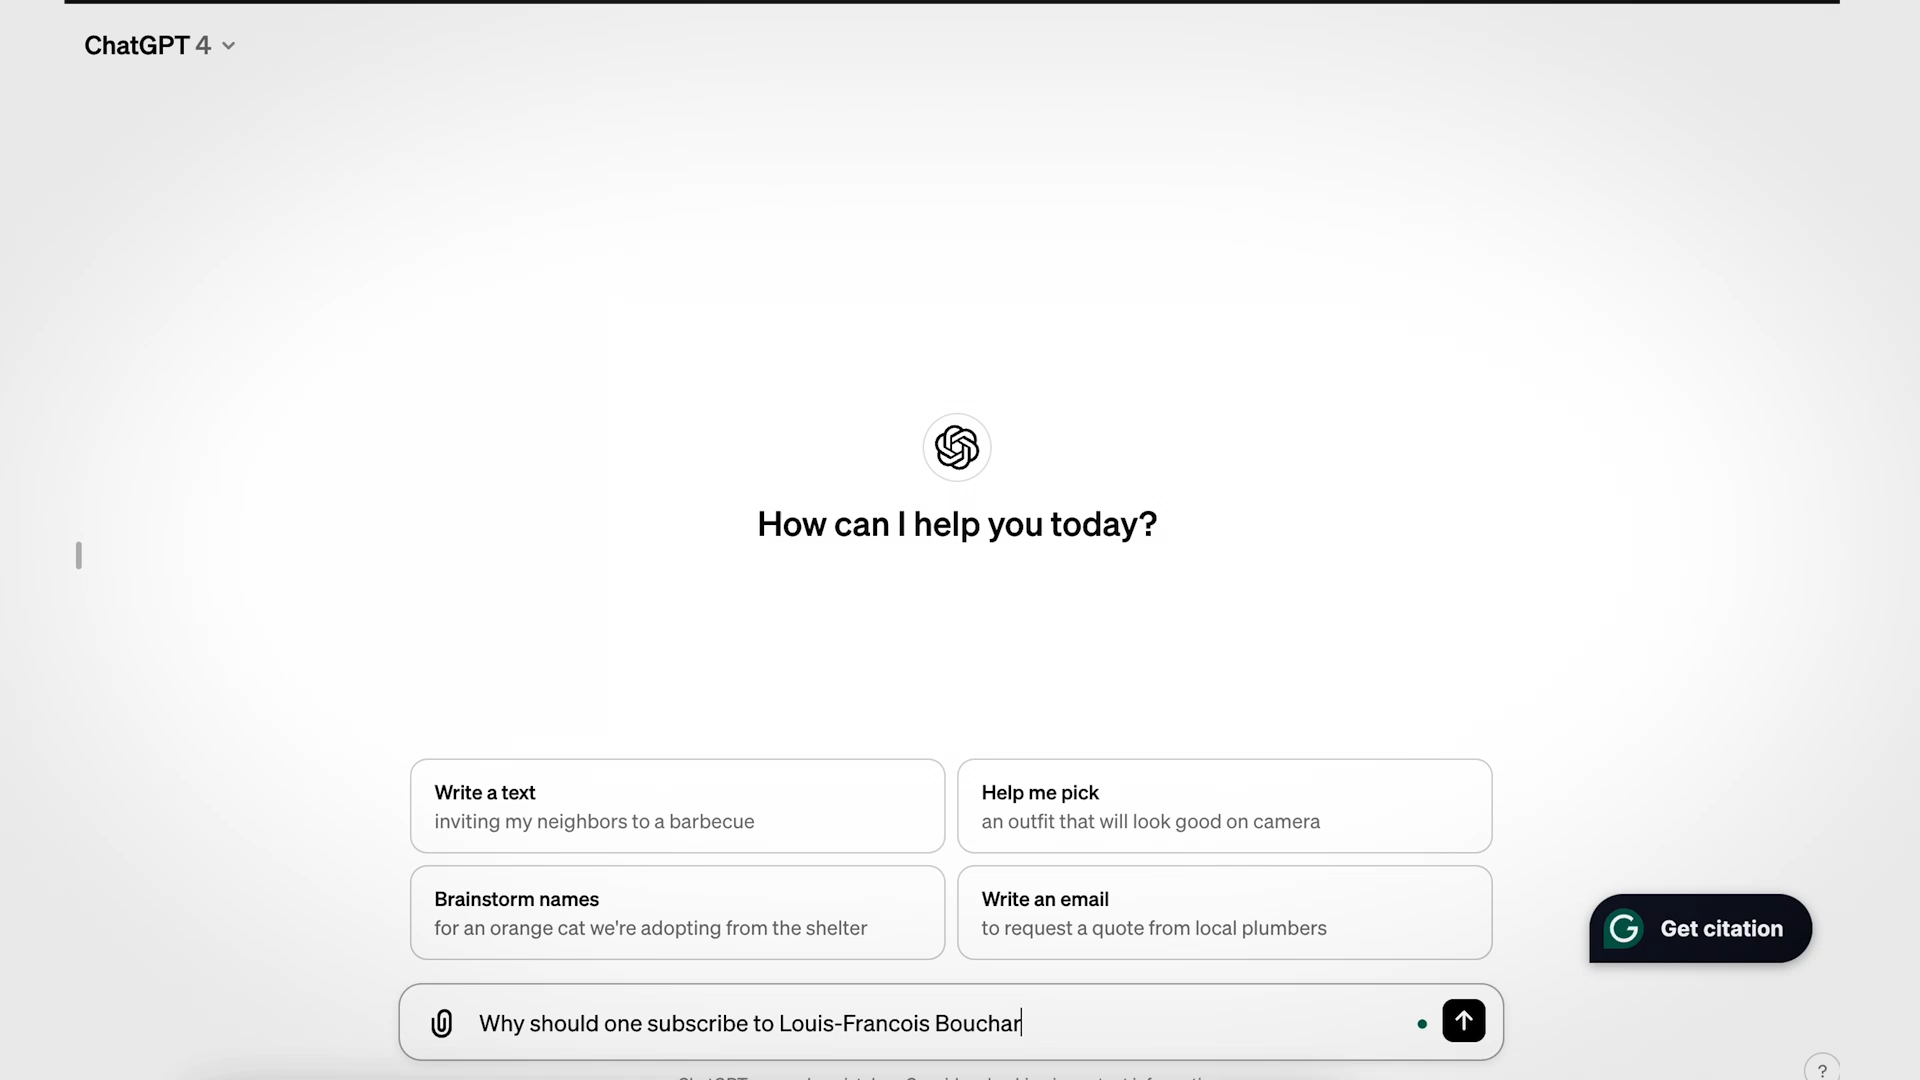 ChatGPT 4
How can I help you today?
Write a text
inviting my neighbors to a barbecue
Help me pick
an outfit that will look good on camera
Brainstorm names
for an orange cat we're adopting from the shelter
Write an email
to request a quote from local plumbers
Get citation
Why should one subscribe to Louis-Francois Bouchar
?